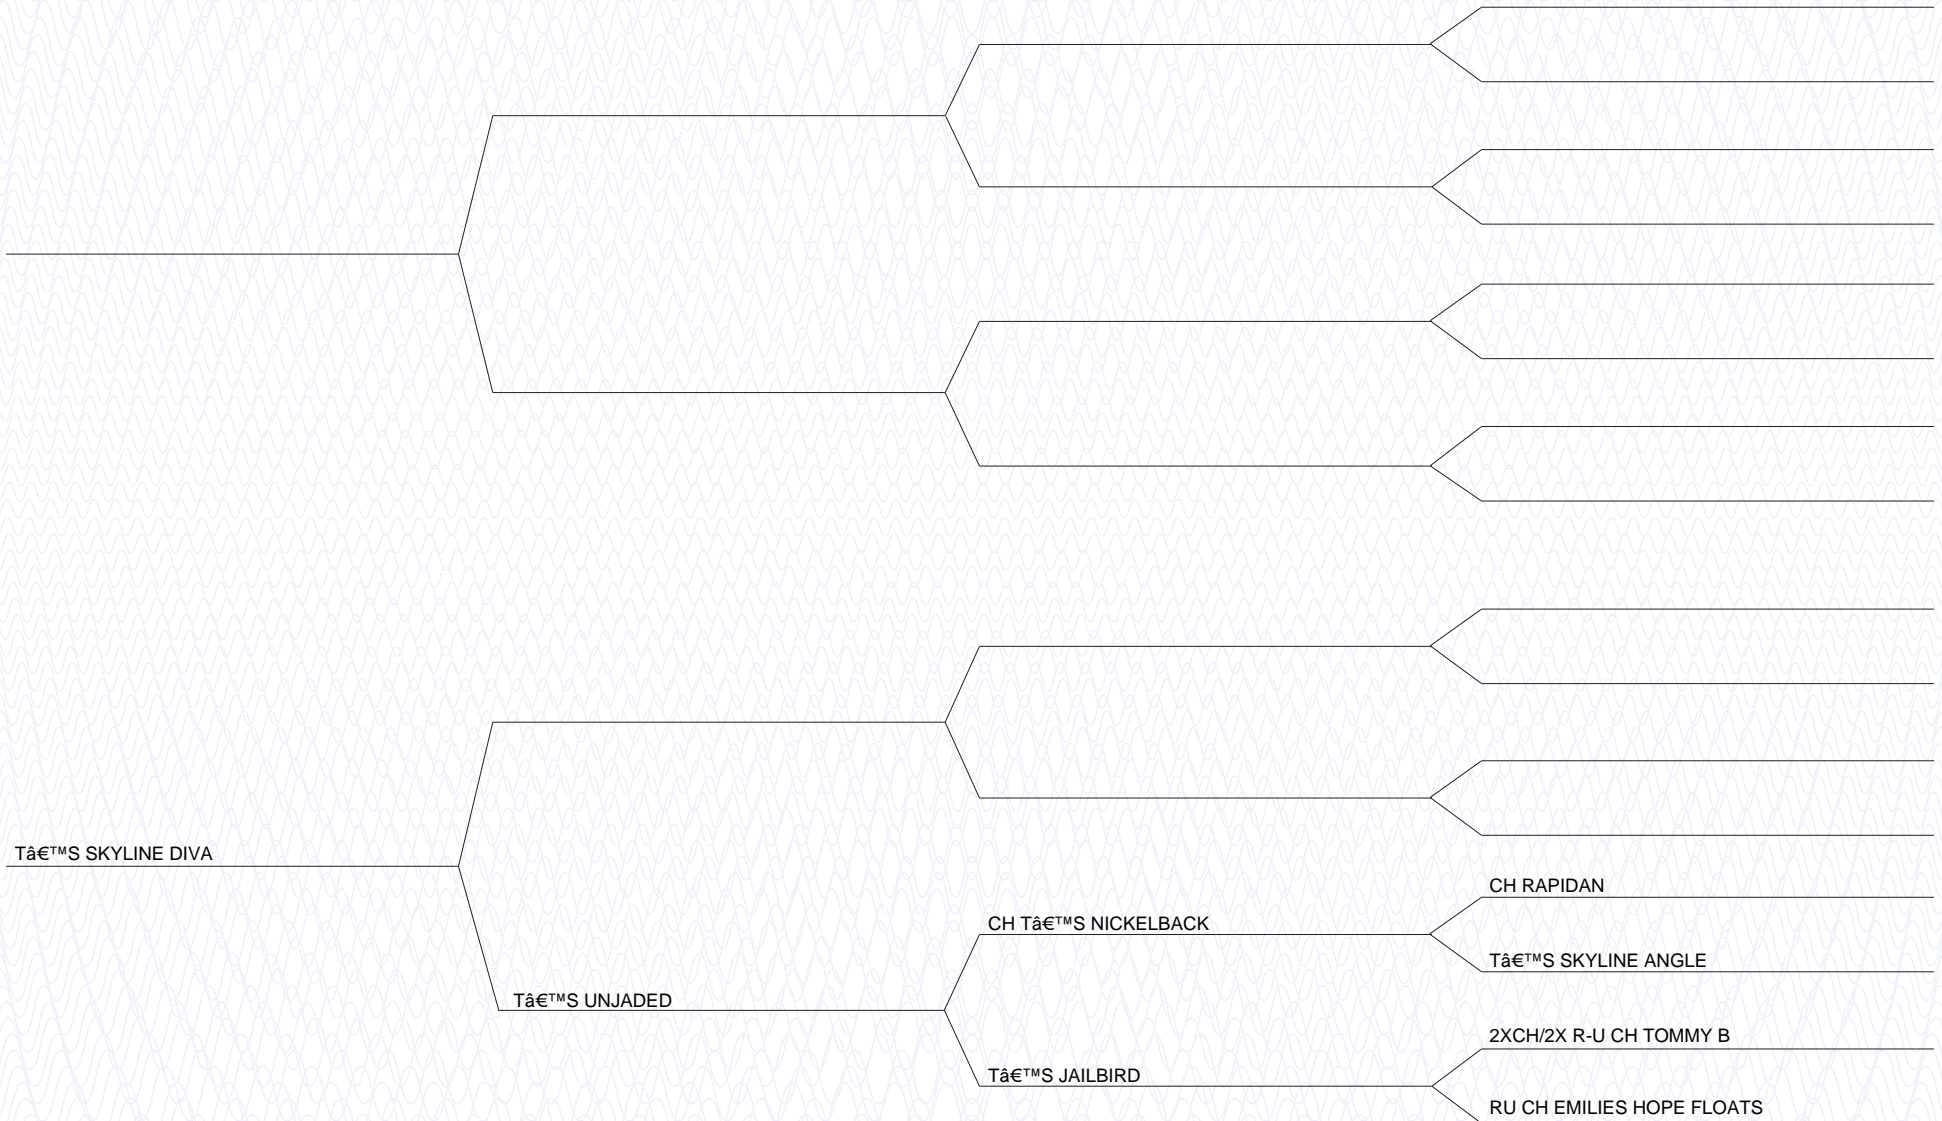 Tâ€™S SKYLINE DIVA
Tâ€™S UNJADED
CH Tâ€™S NICKELBACK
Tâ€™S JAILBIRD
CH RAPIDAN
Tâ€™S SKYLINE ANGLE
2XCH/2X R-U CH TOMMY B
RU CH EMILIES HOPE FLOATS